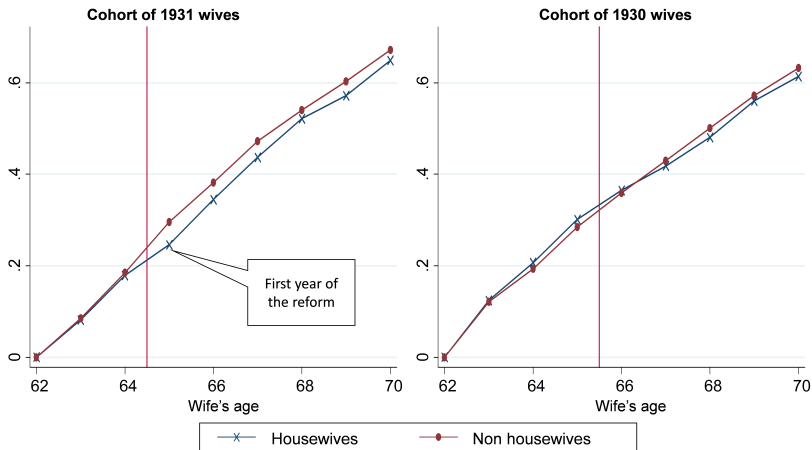 Cohort of 1931 wives
.6
.4
.2
0
62 64 66 68 70
Wife's age
First year of
the reform
Cohort of 1930 wives
.6
.4
.2
0
62 64 66 68 70
Wife's age
Housewives Non housewives